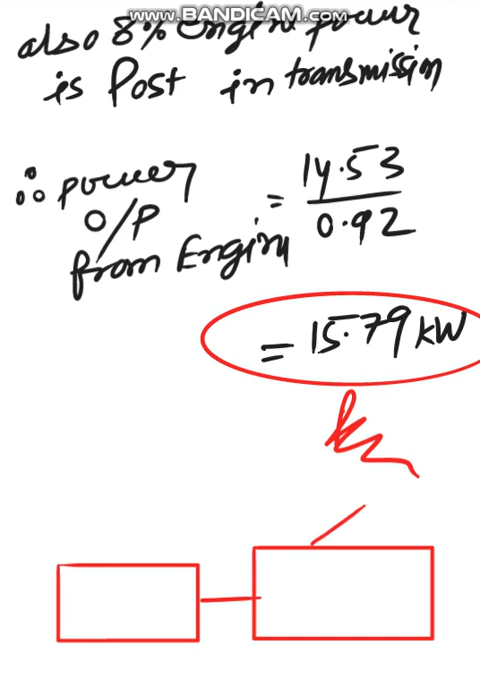 www.BANDICAM.com
also 8% engine power
is Post in transmission
∴ power
O/P
from Engine
= 14.53
0.92
= 15.79 kW